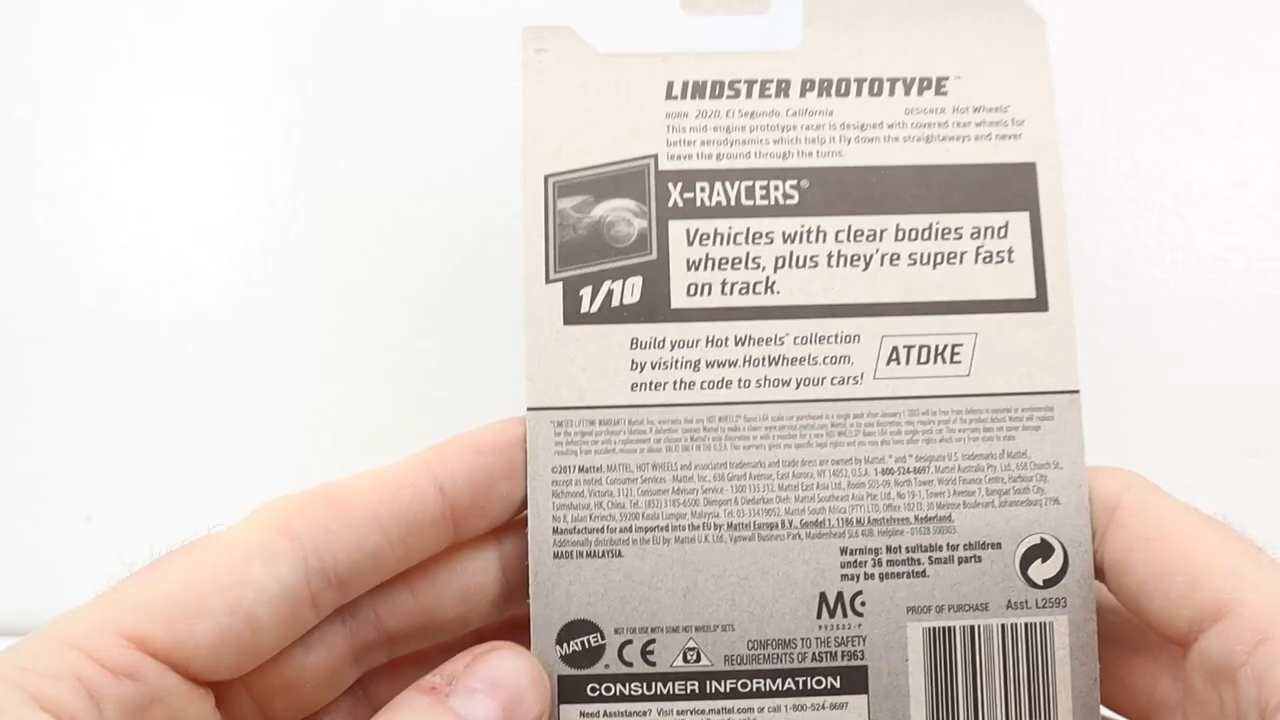 LINDSTER PROTOTYPE™
BORN: 2020, El Segundo, California DESIGNER: Hot Wheels®
This mid-engine prototype racer is designed with covered rear wheels for
better aerodynamics which help it fly down the straightaways and never
leave the ground through the turns.
X-RAYCERS®
Vehicles with clear bodies and
wheels, plus they're super fast
on track.
1/10
Build your Hot Wheels® collection
by visiting www.HotWheels.com,
enter the code to show your cars!
ATDKE
©2017 Mattel. MATTEL, HOT WHEELS and associated trademarks and trade dress are owned by Mattel. ® and ™ designate U.S. trademarks of Mattel,
except as noted. Consumer Services - Mattel, Inc., 636 Girard Avenue, East Aurora, NY 14052, U.S.A. 1-800-524-8697. Mattel Australia Pty. Ltd., 658 Church St.,
Richmond, Victoria, 3121. Consumer Advisory Service - 1300 135 312. Mattel East Asia Ltd., Room 503-09, North Tower, World Finance Centre, Harbour City,
Tsimshatsui, HK, China. Tel.: (852) 3185-6500. Diimport & Diedarkan Oleh: Mattel Southeast Asia Pte. Ltd., No 19-1, Tower 3 Avenue 7, Bangsar South City,
No 8, Jalan Kerinchi, 59200 Kuala Lumpur, Malaysia. Tel: 03-33419052. Mattel South Africa (PTY) LTD, Office 102 I3, 30 Melrose Boulevard, Johannesburg 2196.
Manufactured for and imported into the EU by: Mattel Europa B.V., Gondel 1, 1186 MJ Amstelveen, Nederland.
Additionally distributed in the EU by: Mattel U.K. Ltd., Vanwall Business Park, Maidenhead SL6 4UB. Helpline - 01628 500303.
MADE IN MALAYSIA.
Warning: Not suitable for children
under 36 months. Small parts
may be generated.
MC
993532-P
PROOF OF PURCHASE Asst. L2593
MATTEL®
NOT FOR USE WITH SOME HOT WHEELS® SETS.
CE
CONFORMS TO THE SAFETY
REQUIREMENTS OF ASTM F963.
CONSUMER INFORMATION
Need Assistance? Visit service.mattel.com or call 1-800-524-8697